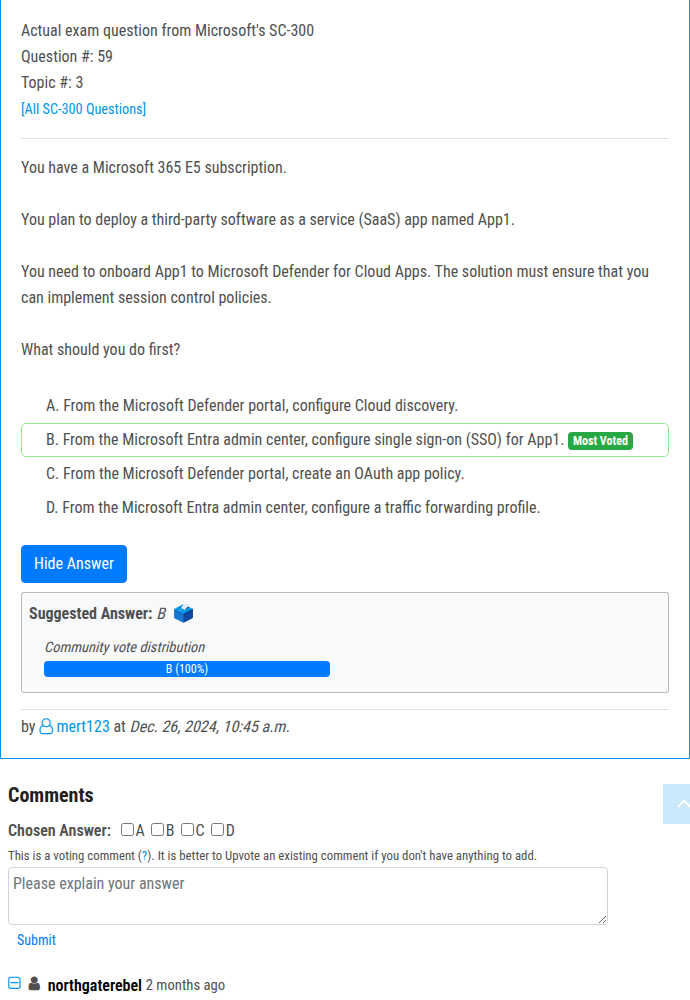 Actual exam question from Microsoft's SC-300
Question #: 59
Topic #: 3
[All SC-300 Questions]
You have a Microsoft 365 E5 subscription.
You plan to deploy a third-party software as a service (SaaS) app named App1.
You need to onboard App1 to Microsoft Defender for Cloud Apps. The solution must ensure that you
can implement session control policies.
What should you do first?
A. From the Microsoft Defender portal, configure Cloud discovery.
B. From the Microsoft Entra admin center, configure single sign-on (SSO) for App1. Most Voted
C. From the Microsoft Defender portal, create an OAuth app policy.
D. From the Microsoft Entra admin center, configure a traffic forwarding profile.
Hide Answer
Suggested Answer: B
Community vote distribution
B (100%)
by mert123 at Dec. 26, 2024, 10:45 a.m.
Comments
Chosen Answer: A B C D
This is a voting comment (?). It is better to Upvote an existing comment if you don't have anything to add.
Please explain your answer
Submit
northgaterebel 2 months ago